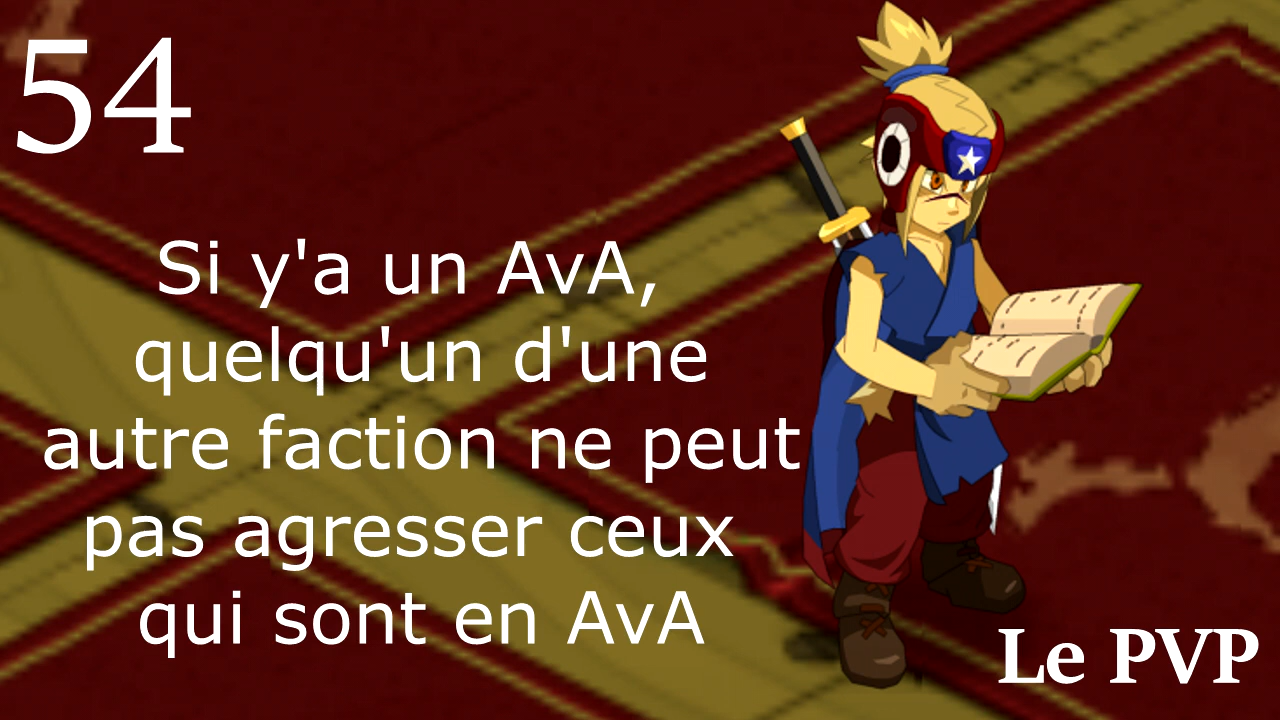 54
Si y'a un AvA,
quelqu'un d'une
autre faction ne peut
pas agresser ceux
qui sont en AvA
Le PVP